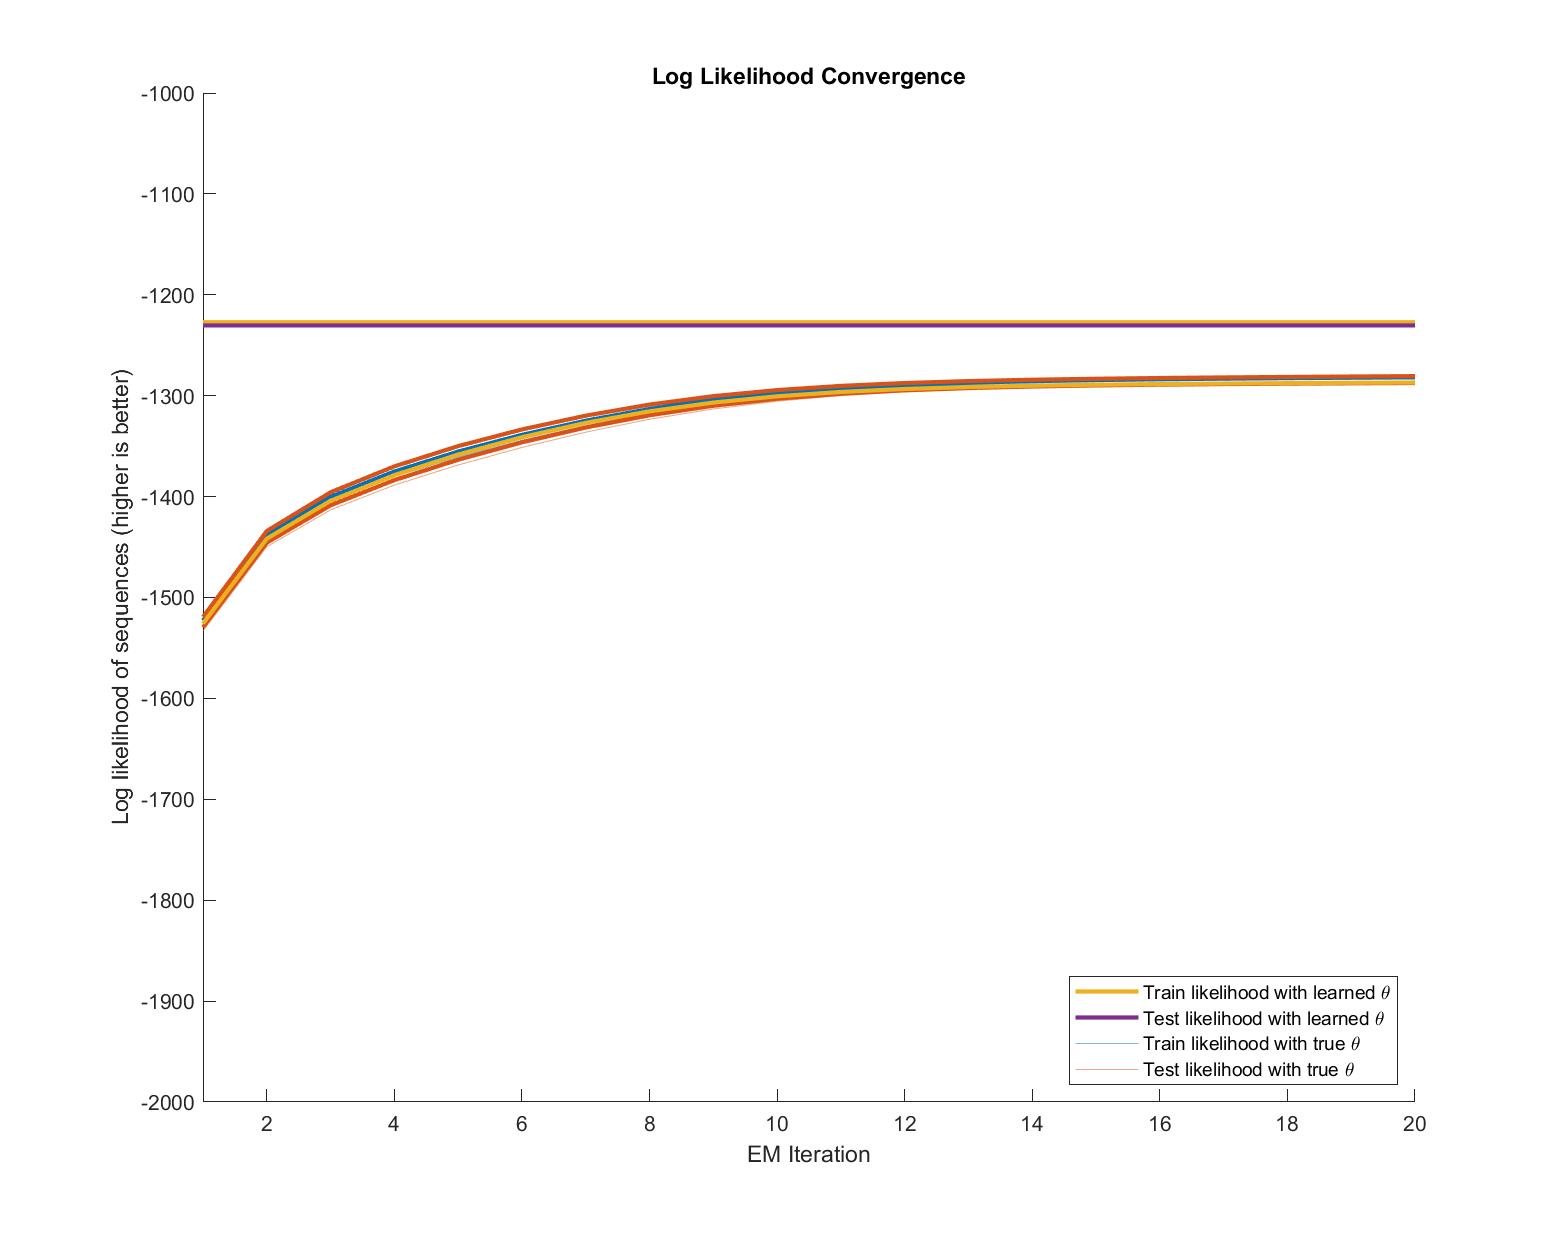 Log Likelihood Convergence
Log likelihood of sequences (higher is better)
-1000
-1100
-1200
-1300
-1400
-1500
-1600
-1700
-1800
-1900
-2000
Train likelihood with learned θ
Test likelihood with learned θ
Train likelihood with true θ
Test likelihood with true θ
2 4 6 8 10 12 14 16 18 20
EM Iteration